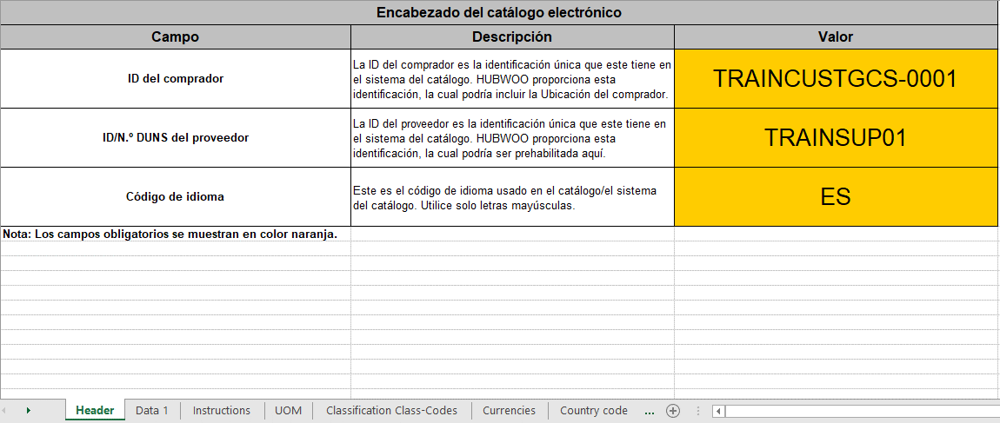 Encabezado del catálogo electrónico
Campo Descripción Valor
ID del comprador
La ID del comprador es la identificación única que este tiene en
el sistema del catálogo. HUBWOO proporciona esta
identificación, la cual podría incluir la Ubicación del comprador.
TRAINCUSTGCS-0001
ID/N.º DUNS del proveedor
La ID del proveedor es la identificación única que este tiene en
el sistema del catálogo. HUBWOO proporciona esta
identificación, la cual podría ser prehabilitada aquí.
TRAINSUP01
Código de idioma
Este es el código de idioma usado en el catálogo/el sistema
del catálogo. Utilice solo letras mayúsculas.
ES
Nota: Los campos obligatorios se muestran en color naranja.
Header Data 1 Instructions UOM Classification Class-Codes Currencies Country code ...